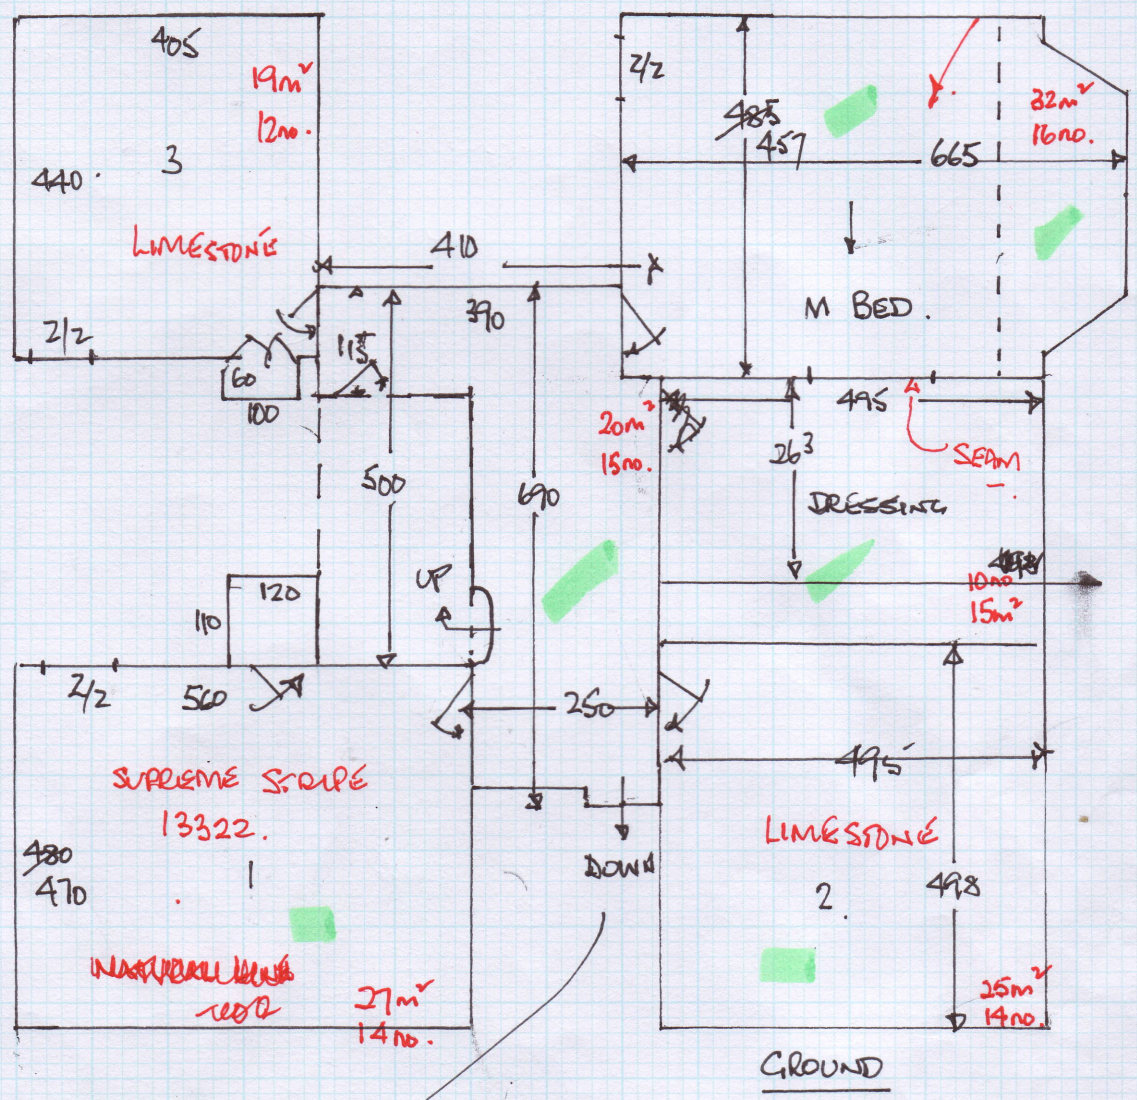 405
19m²
12no.
3
440
LIMESTONE
2/2
60
100
115
410
390
2/2
485
457
665
32m²
16no.
M BED.
495
SEAM
20m²
15no.
26³
DRESSING
10no
15m²
500
690
UP
120
110
2/2
560
250
495
SUPREME STRIPE
13322.
480
470
1
27m²
14no.
DOWN
LIMESTONE
2.
498
25m²
14no.
GROUND